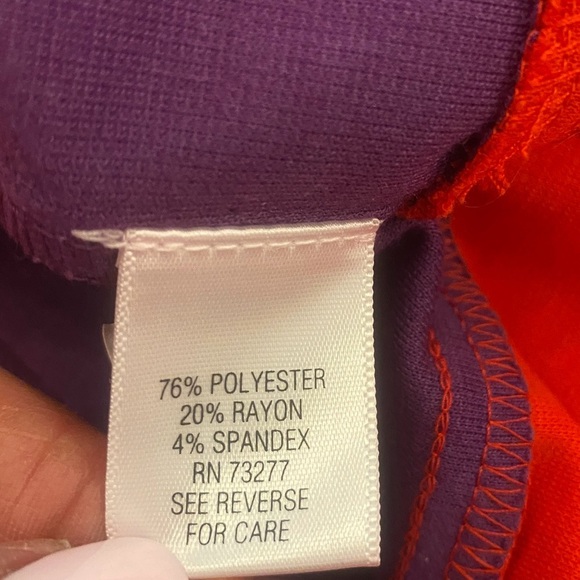 76% POLYESTER
20% RAYON
4% SPANDEX
RN 73277
SEE REVERSE
FOR CARE